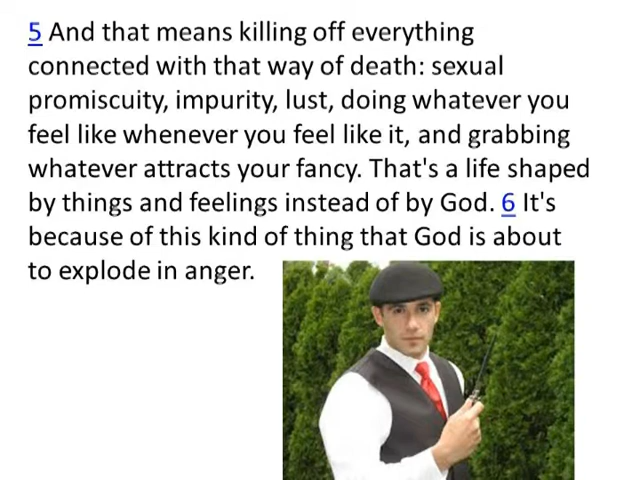 5 And that means killing off everything
connected with that way of death: sexual
promiscuity, impurity, lust, doing whatever you
feel like whenever you feel like it, and grabbing
whatever attracts your fancy. That's a life shaped
by things and feelings instead of by God. 6 It's
because of this kind of thing that God is about
to explode in anger.